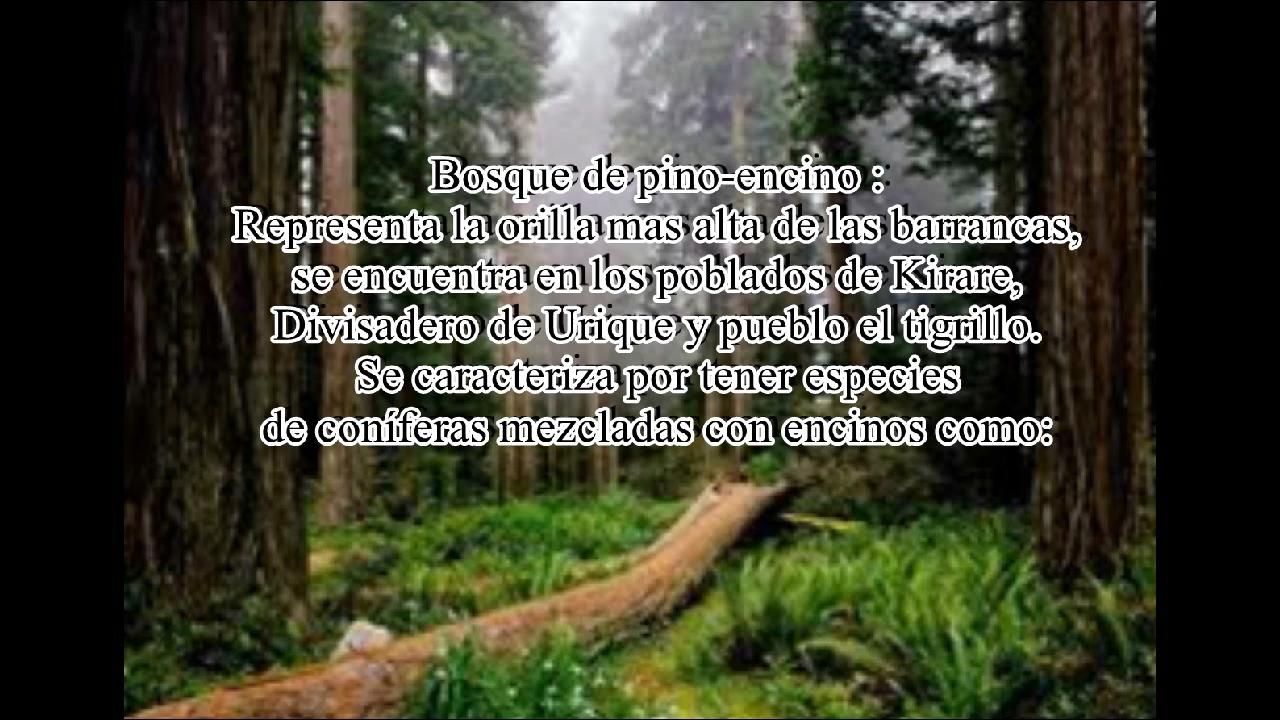 Bosque de pino-encino :
Representa la orilla mas alta de las barrancas,
se encuentra en los poblados de Kirare,
Divisadero de Urique y pueblo el tigrillo.
Se caracteriza por tener especies
de coníferas mezcladas con encinos como: